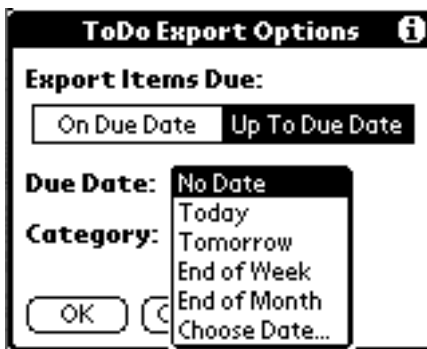 ToDo Export Options
Export Items Due:
On Due Date Up To Due Date
Due Date: No Date
Today
Category: Tomorrow
End of Week
End of Month
OK
Choose Date...